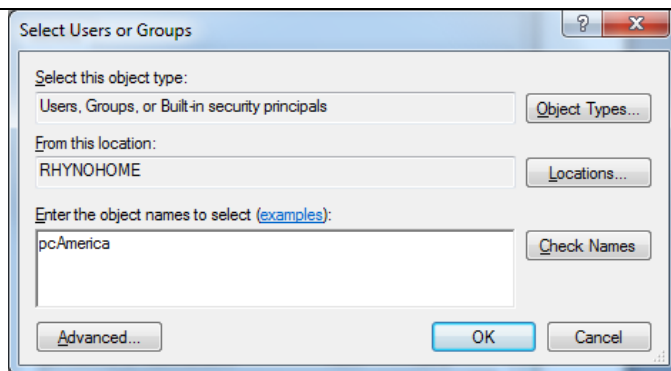 Select Users or Groups
Select this object type:
Users, Groups, or Built-in security principals
Object Types...
From this location:
RHYNOHOME
Locations...
Enter the object names to select (examples):
pcAmerica
Check Names
Advanced...
OK
Cancel